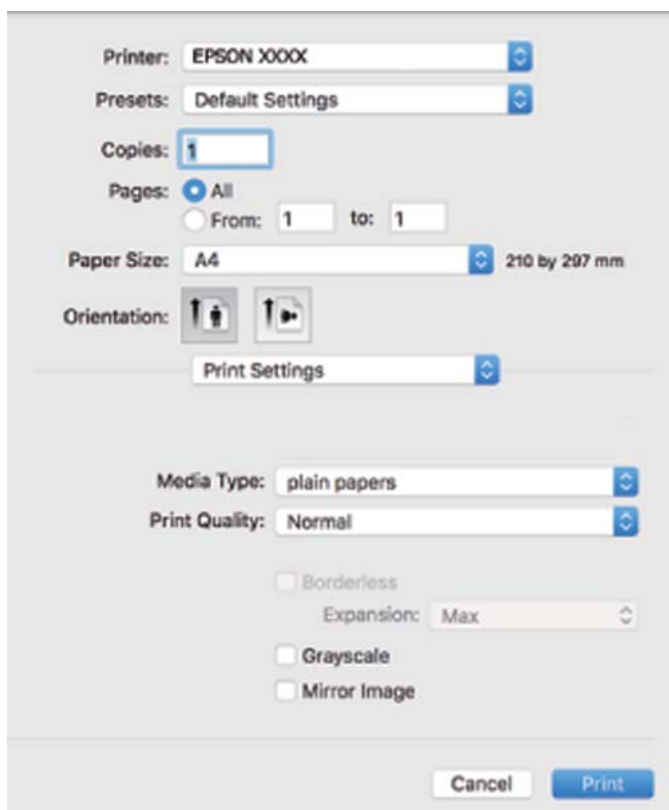 Printer: EPSON XXXX
Presets: Default Settings
Copies: 1
Pages: All
From: 1 to: 1
Paper Size: A4 210 by 297 mm
Orientation:
Print Settings
Media Type: plain papers
Print Quality: Normal
Borderless
Expansion: Max
Grayscale
Mirror Image
Cancel Print